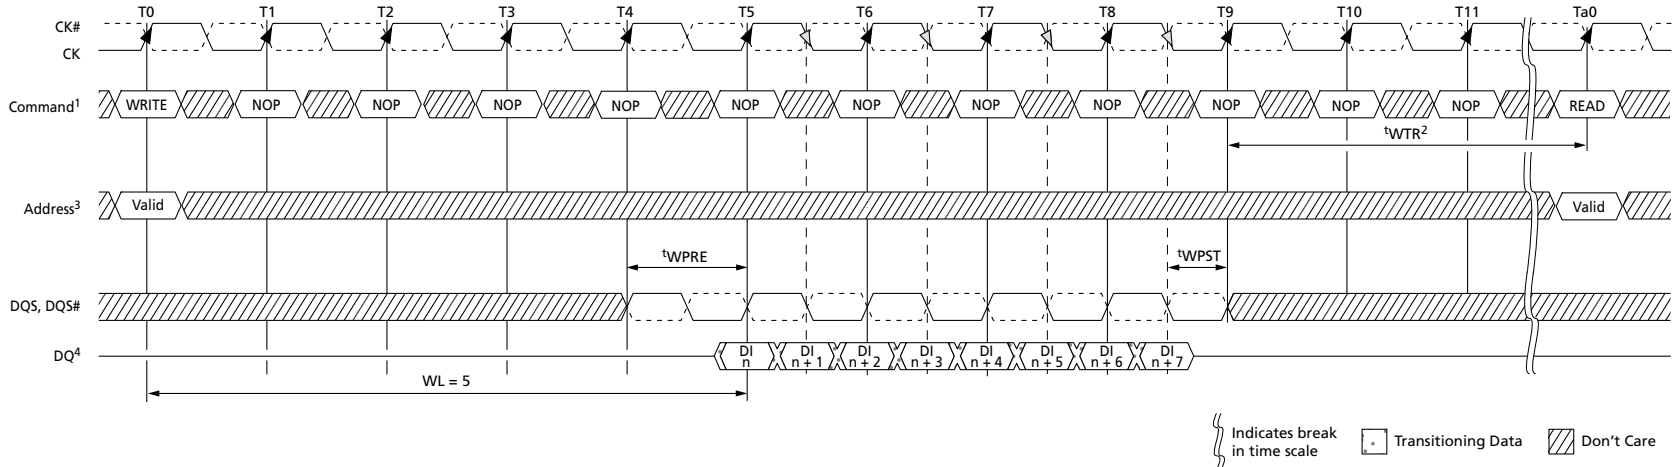 T0 T1 T2 T3 T4 T5 T6 T7 T8 T9 T10 T11 Ta0
CK#
CK
Command1 WRITE NOP NOP NOP NOP NOP NOP NOP NOP NOP NOP NOP READ
tWTR2
Address3 Valid Valid
tWPRE tWPST
DQS, DQS#
DQ4 DI n DI n + 1 DI n + 2 DI n + 3 DI n + 4 DI n + 5 DI n + 6 DI n + 7
WL = 5
Indicates break
in time scale
Transitioning Data
Don't Care